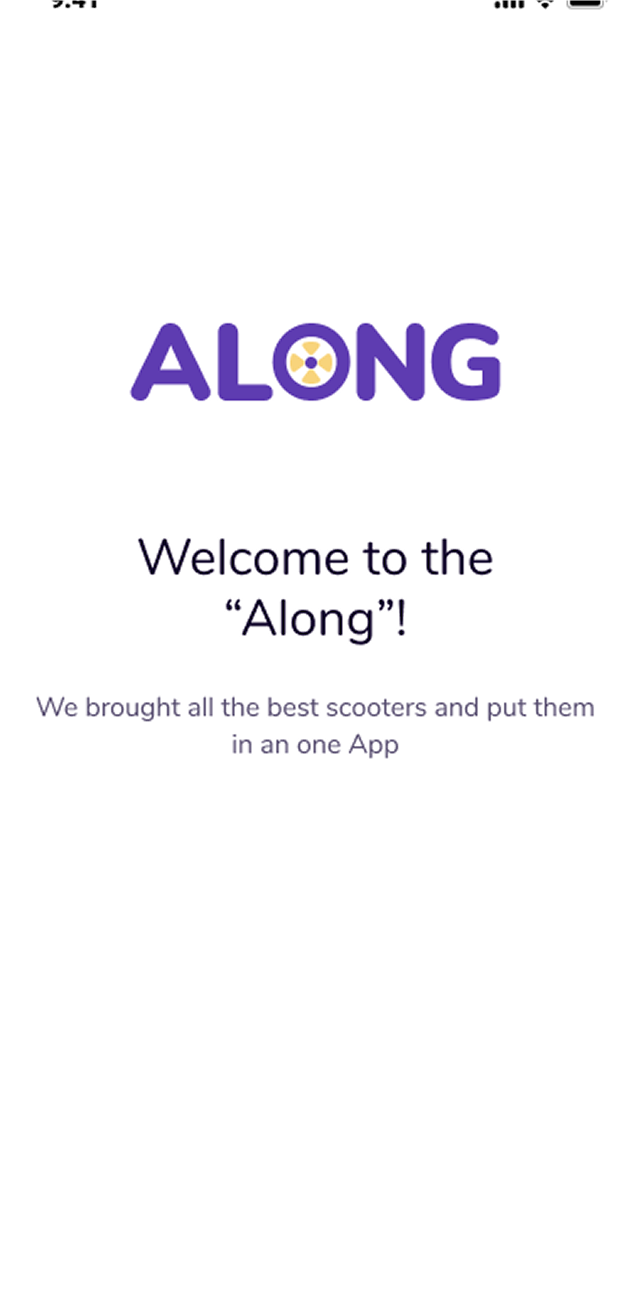 9:41
ALONG
Welcome to the
“Along”!
We brought all the best scooters and put them
in an one App